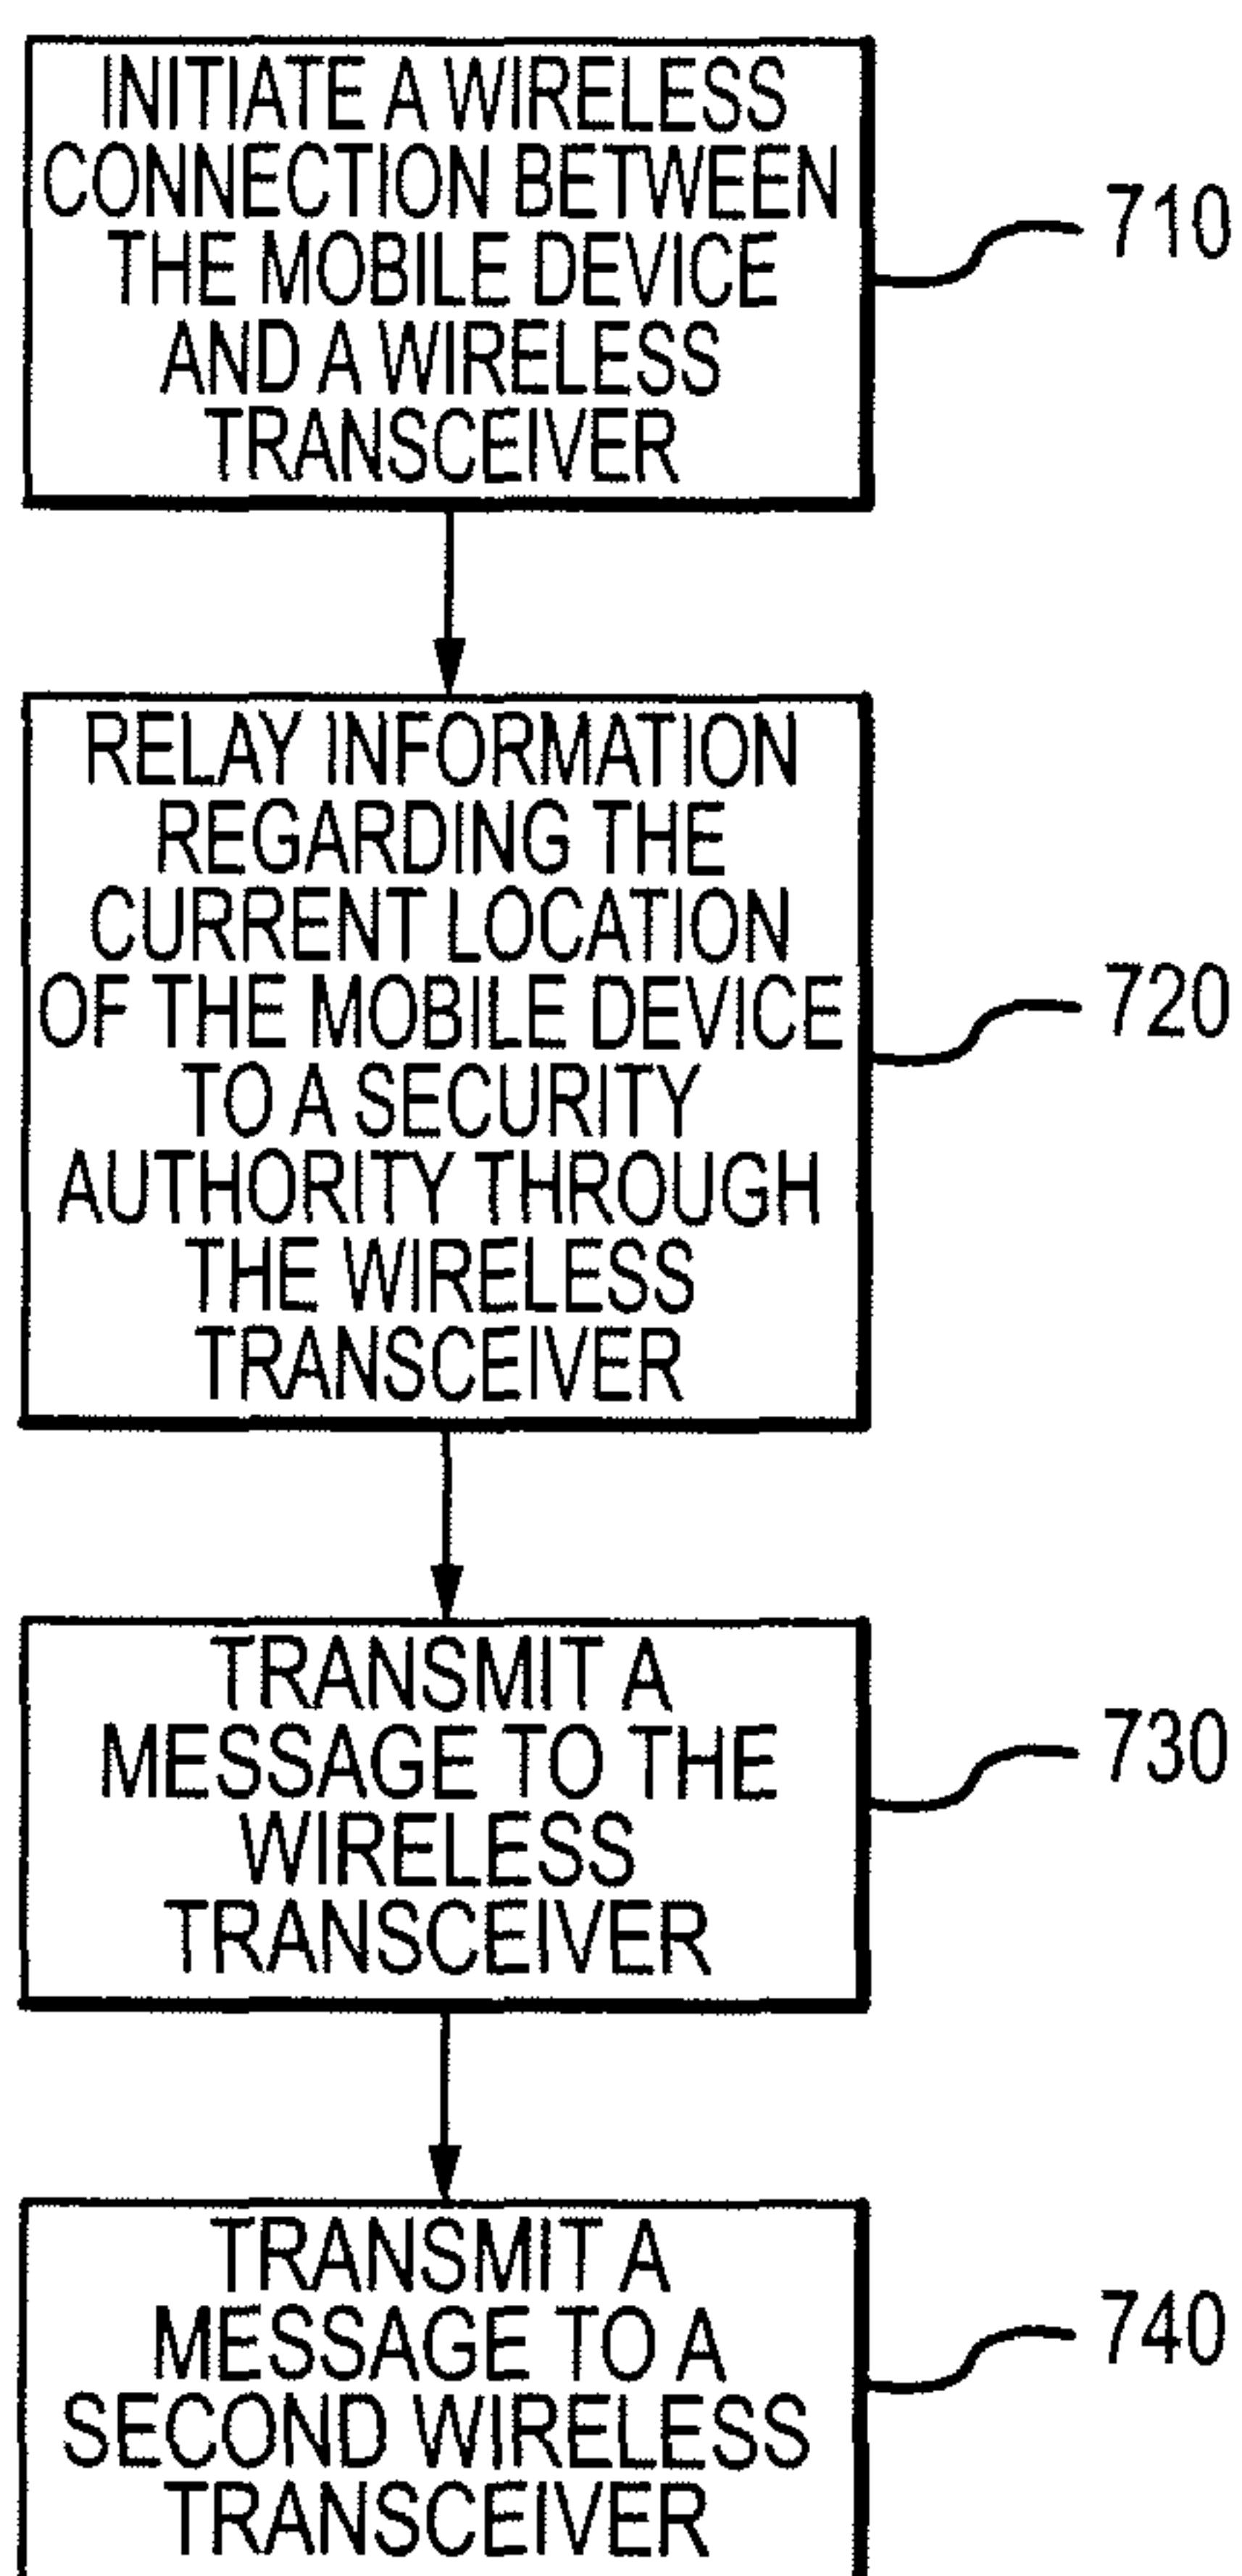 INITIATE A WIRELESS
CONNECTION BETWEEN
THE MOBILE DEVICE
AND A WIRELESS
TRANSCEIVER
710
RELAY INFORMATION
REGARDING THE
CURRENT LOCATION
OF THE MOBILE DEVICE
TO A SECURITY
AUTHORITY THROUGH
THE WIRELESS
TRANSCEIVER
720
TRANSMIT A
MESSAGE TO THE
WIRELESS
TRANSCEIVER
730
TRANSMIT A
MESSAGE TO A
SECOND WIRELESS
TRANSCEIVER
740